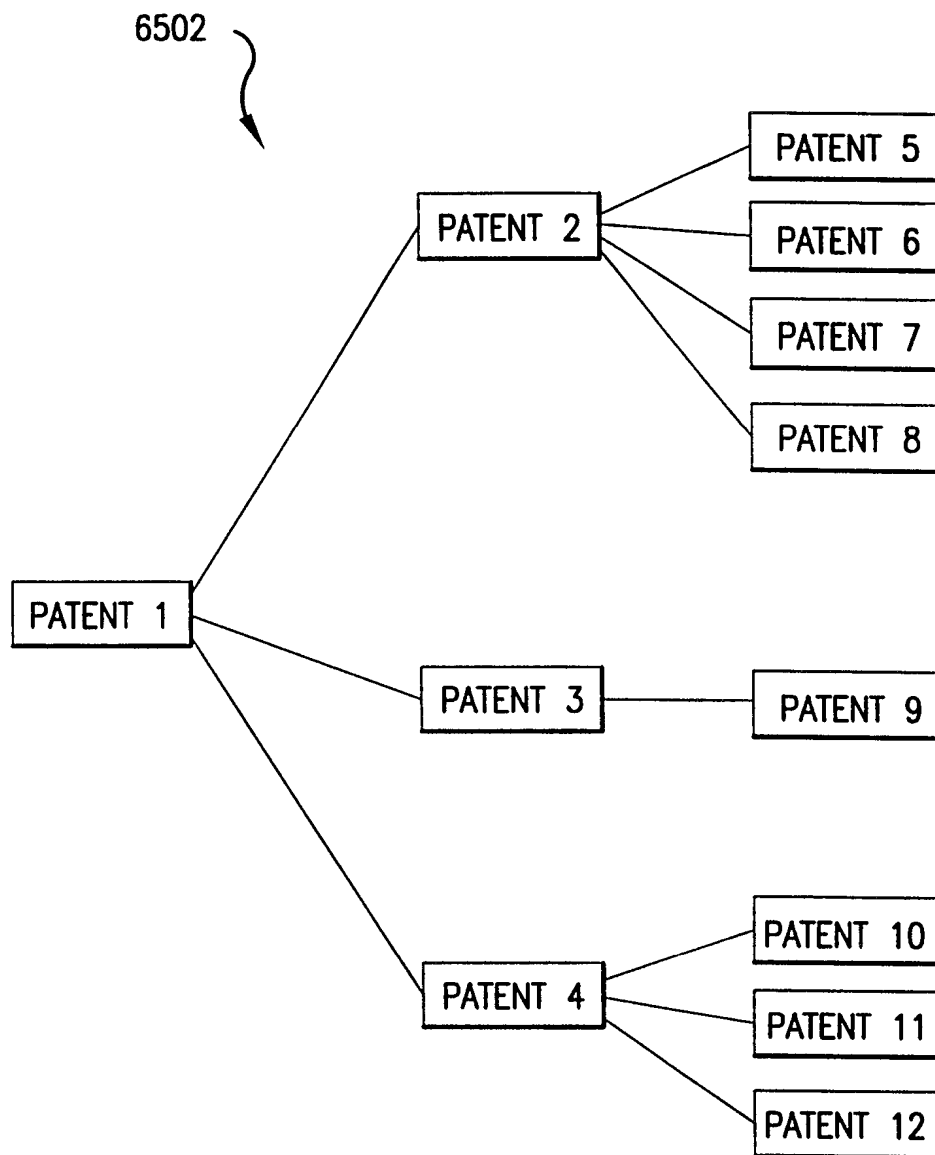 6502
PATENT 5
PATENT 2
PATENT 6
PATENT 7
PATENT 8
PATENT 1
PATENT 3
PATENT 9
PATENT 10
PATENT 4
PATENT 11
PATENT 12